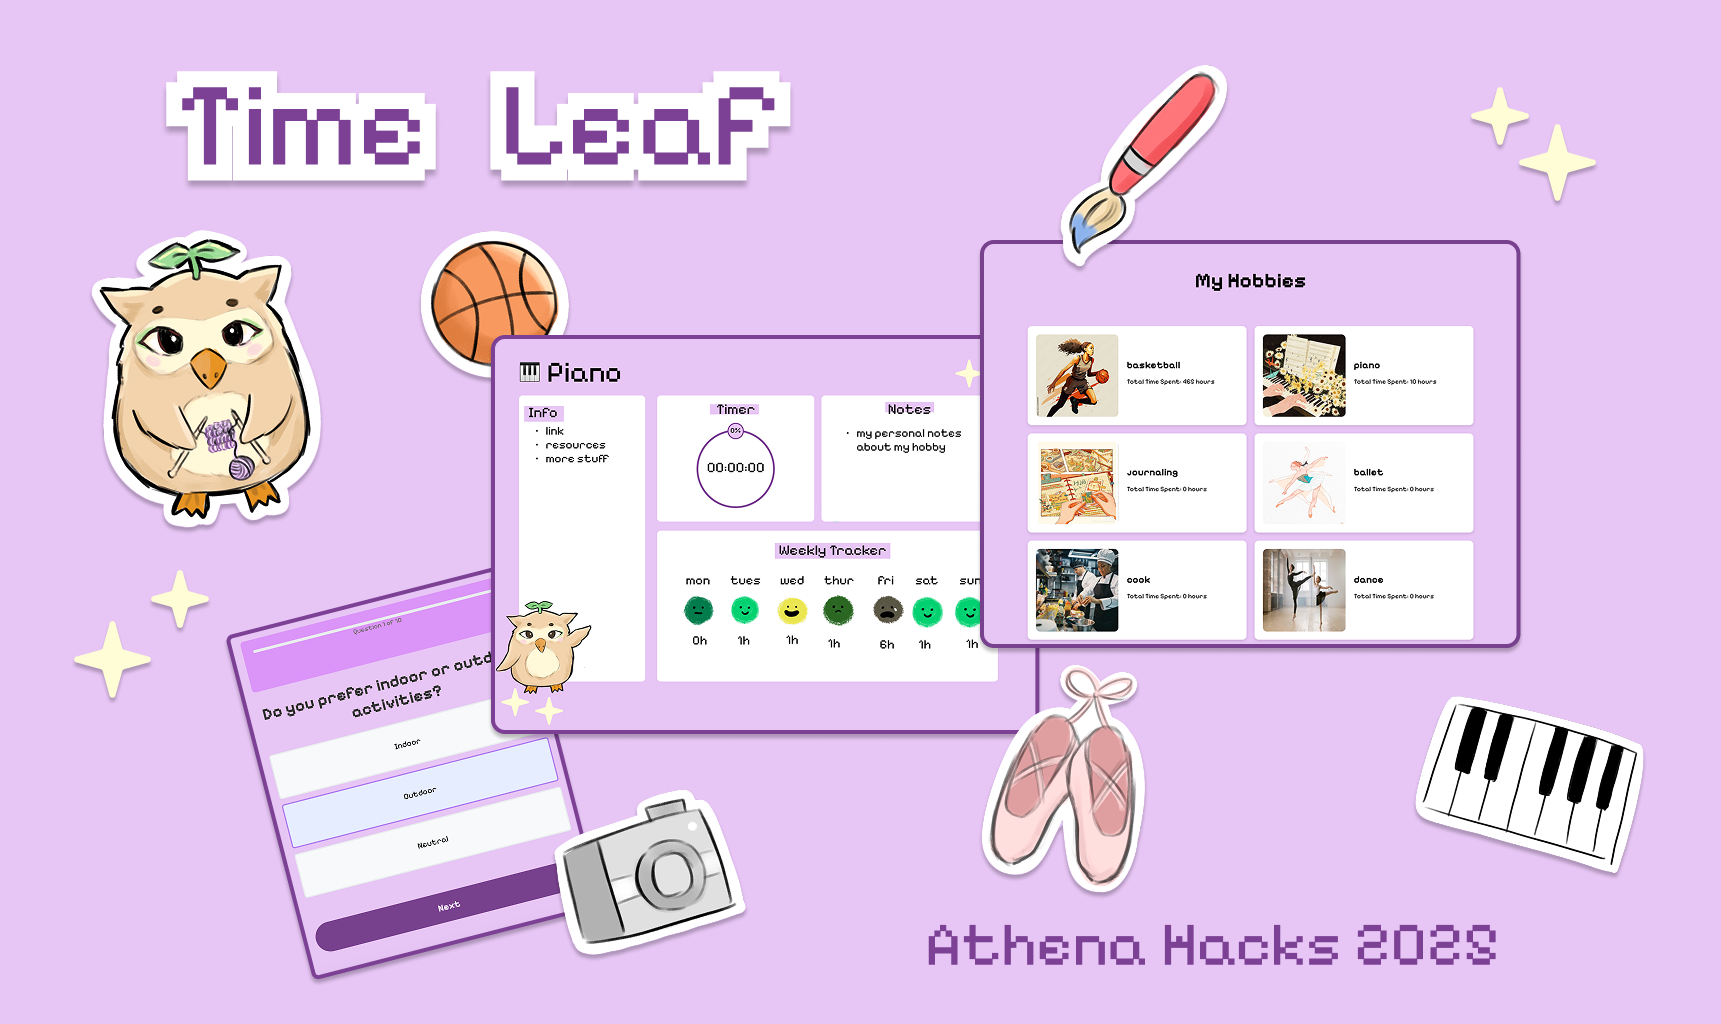 Time Leaf
Piano
Info
link
resources
more stuff
Timer
0%
00:00:00
Notes
my personal notes
about my hobby
Weekly Tracker
mon tues wed thur fri sat sun
0h 1h 1h 1h 6h 1h 1h
My Hobbies
basketball
Total Time Spent: 465 hours
piano
Total Time Spent: 10 hours
journaling
Total Time Spent: 0 hours
ballet
Total Time Spent: 0 hours
cook
Total Time Spent: 0 hours
dance
Total Time Spent: 0 hours
Question 1 of 10
Do you prefer indoor or outd
activities?
Indoor
Outdoor
Neutral
Next
Athena Hacks 2025